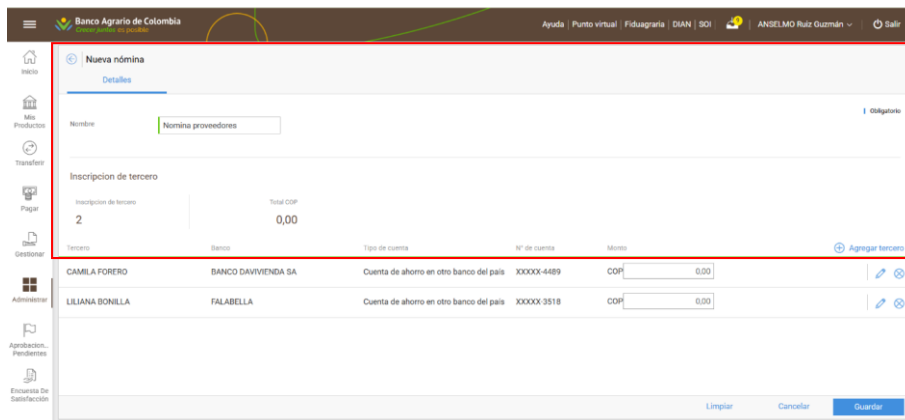 Banco Agrario de Colombia
Crecer juntos es posible
Ayuda | Punto virtual | Fiduagraria | DIAN | SOI | ANSELMO Ruiz Guzmán Salir
Inicio
Mis Productos
Transferir
Pagar
Gestionar
Administrar
Aprobacion... Pendientes
Encuesta De Satisfacción
Nueva nómina
Detalles
Obligatorio
Nombre Nomina proveedores
Inscripcion de tercero
Inscripcion de tercero Total COP
2 0,00
Tercero Banco Tipo de cuenta N° de cuenta Monto Agregar tercero
CAMILA FORERO BANCO DAVIVIENDA SA Cuenta de ahorro en otro banco del país XXXXX-4489 COP 0,00
LILIANA BONILLA FALABELLA Cuenta de ahorro en otro banco del país XXXXX-3518 COP 0,00
Limpiar Cancelar Guardar